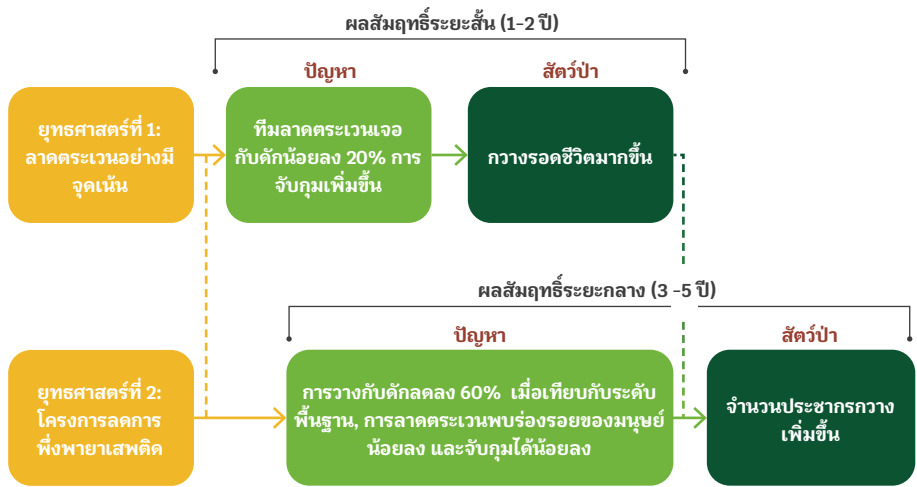 ผลสัมฤทธิ์ระยะสั้น (1-2 ปี)
ปัญหา
สัตว์ป่า
ยุทธศาสตร์ที่ 1:
ลาดตระเวนอย่างมี
จุดเน้น
ทีมลาดตระเวนเจอ
กับดักน้อยลง 20% การ
จับกุมเพิ่มขึ้น
กวางรอดชีวิตมากขึ้น
ผลสัมฤทธิ์ระยะกลาง (3 -5 ปี)
ปัญหา
สัตว์ป่า
ยุทธศาสตร์ที่ 2:
โครงการลดการ
พึ่งพายาเสพติด
การวางกับดักลดลง 60% เมื่อเทียบกับระดับ
พื้นฐาน, การลาดตระเวนพบร่องรอยของมนุษย์
น้อยลง และจับกุมได้น้อยลง
จำนวนประชากรกวาง
เพิ่มขึ้น